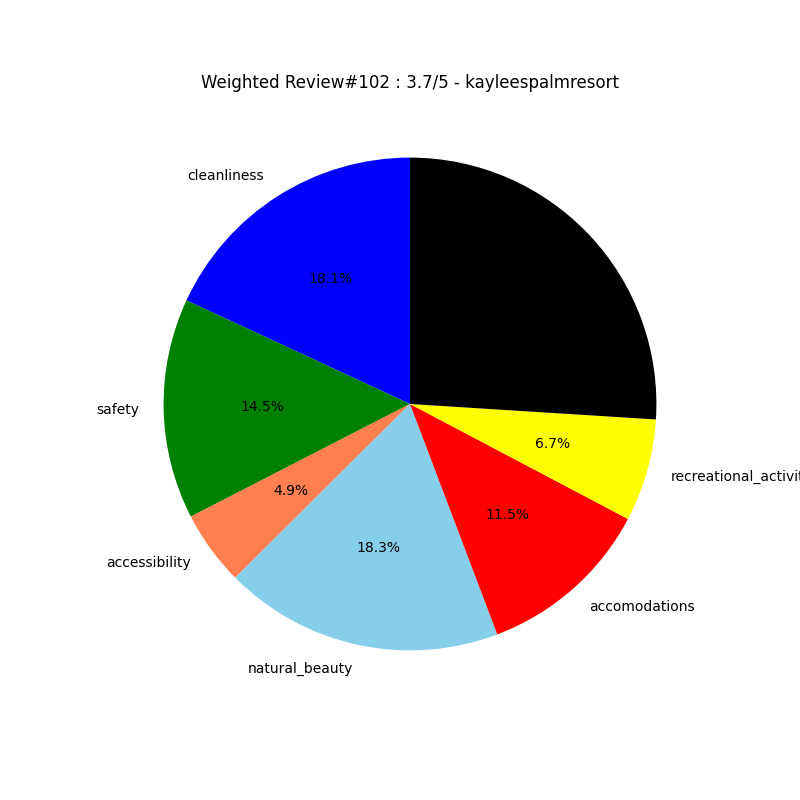 Weighted Review#102 : 3.7/5 - kayleespalmresort
cleanliness
18.1%
safety
14.5%
6.7%
recreational_activit
4.9%
11.5%
18.3%
accessibility
accomodations
natural_beauty